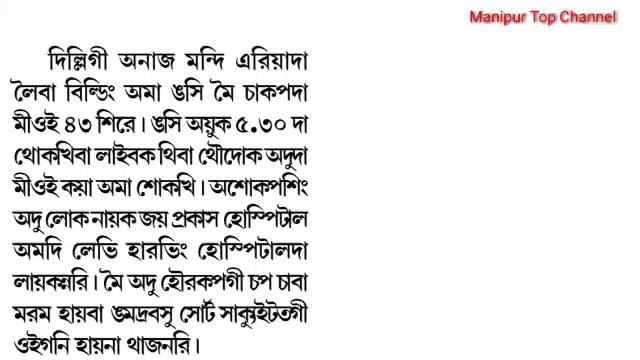 Manipur Top Channel
দিল্লিগী অনাজ মন্দি এরিয়াদা
লৈবা বিল্ডিং অমা ঙসি মৈ চাকপদা
মীওই ৪৩ শিরে। ঙসি অয়ুক ৫.৩০ দা
থোকখিবা লাইবক থিবা থৌদোক অদুদা
মীওই কয়া অমা শোকখি। অশোকপশিং
অদু লোক নায়ক জয় প্রকাস হোস্পিটাল
অমদি লেডি হারডিং হোস্পিটালদা
লায়েকন্নরি। মৈ অদু হৌরকপগী চপ চাবা
মরম হায়বা ঙমদ্রবসু সোর্ট সাক্যুইটতগী
ওইগনি হায়না থাজনরি।